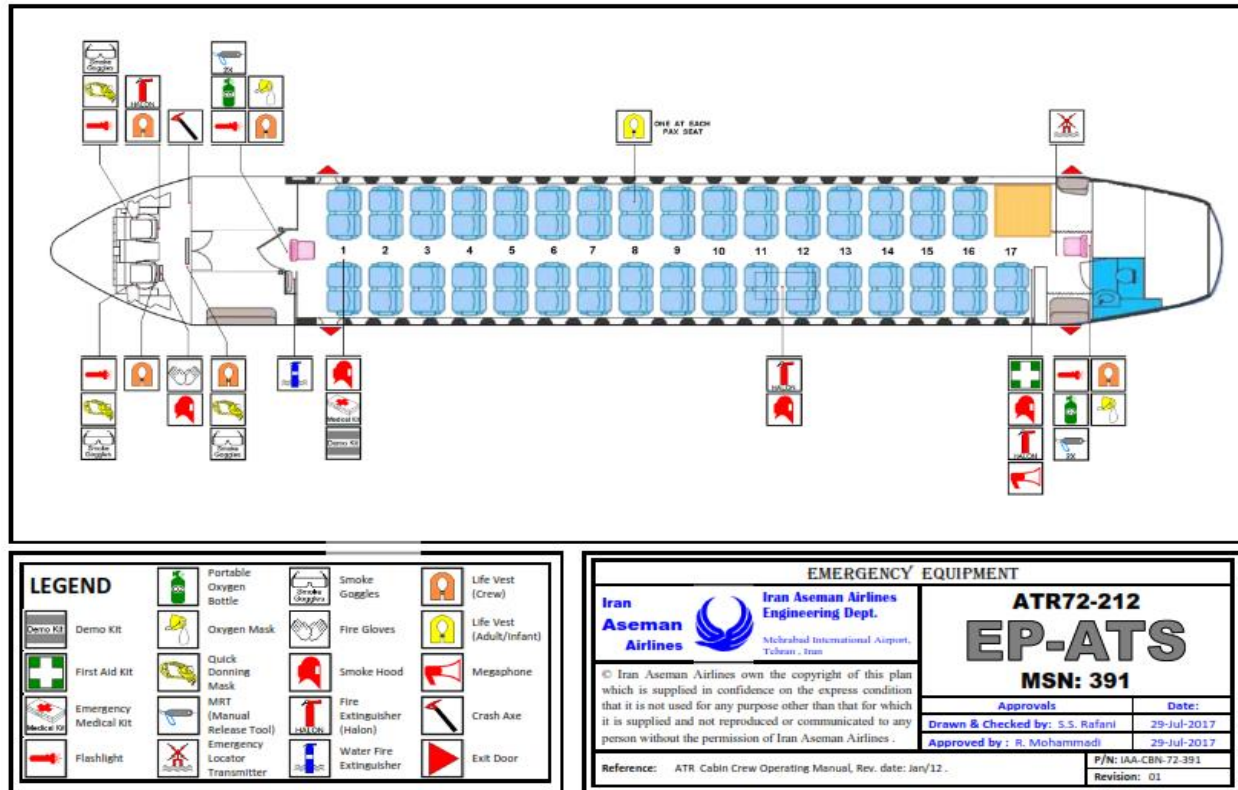 Smoke
Goggles
HALON
2X
ONE AT EACH
PAX SEAT
1 2 3 4 5 6 7 8 9 10 11 12 13 14 15 16 17
Smoke
Goggles
Smoke
Goggles
Medical Kit
Demo Kit
HALON
HALON
2X
LEGEND
Demo Kit
Demo Kit
First Aid Kit
Medical Kit
Emergency
Medical Kit
Flashlight
Portable
Oxygen
Bottle
Oxygen Mask
Quick
Donning
Mask
MRT
(Manual
Release Tool)
Emergency
Locator
Transmitter
Smoke
Goggles
Smoke
Goggles
Fire Gloves
Smoke Hood
HALON
Fire
Extinguisher
(Halon)
Water Fire
Extinguisher
Life Vest
(Crew)
Life Vest
(Adult/Infant)
Megaphone
Crash Axe
Exit Door
EMERGENCY EQUIPMENT
Iran
Aseman
Airlines
Iran Aseman Airlines
Engineering Dept.
Mehrabad International Airport,
Tehran , Iran
© Iran Aseman Airlines own the copyright of this plan
which is supplied in confidence on the express condition
that it is not used for any purpose other than that for which
it is supplied and not reproduced or communicated to any
person without the permission of Iran Aseman Airlines .
ATR72-212
EP-ATS
MSN: 391
Approvals Date:
Drawn & Checked by: S.S. Rafani 29-Jul-2017
Approved by : R. Mohammadi 29-Jul-2017
Reference: ATR Cabin Crew Operating Manual, Rev. date: Jan/12 .
P/N: IAA-CBN-72-391
Revision: 01